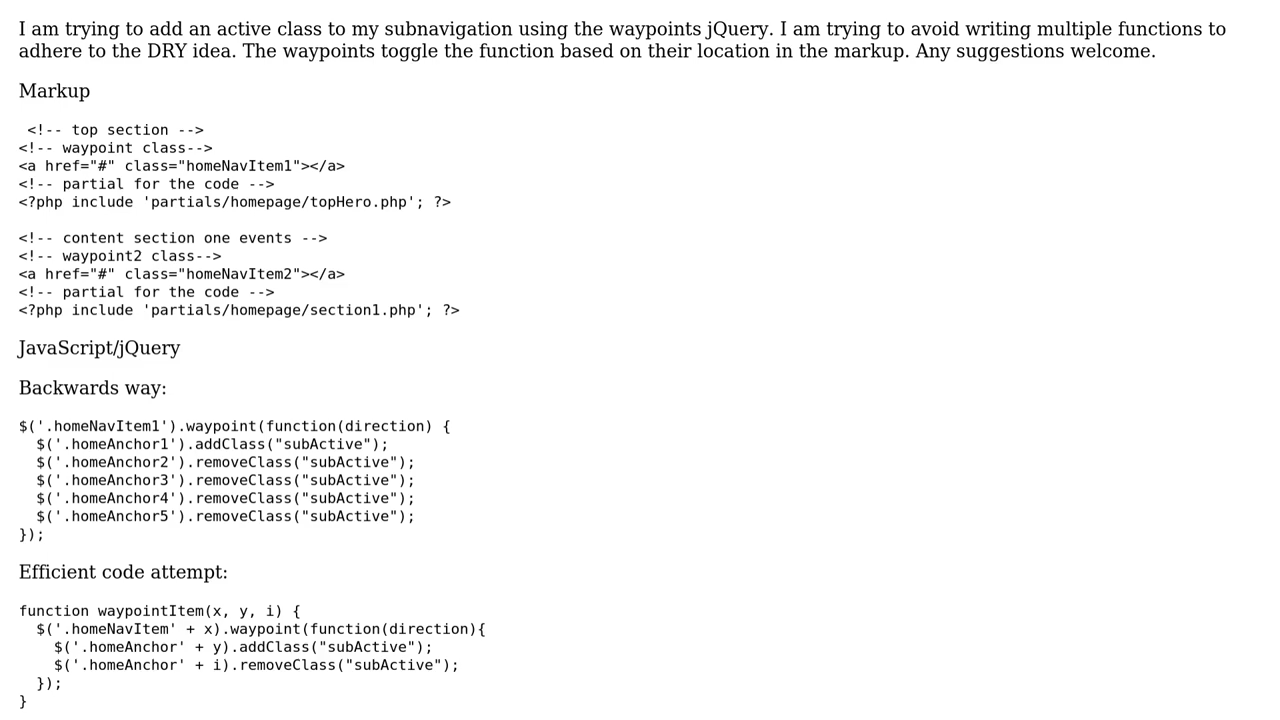 I am trying to add an active class to my subnavigation using the waypoints jQuery. I am trying to avoid writing multiple functions to
adhere to the DRY idea. The waypoints toggle the function based on their location in the markup. Any suggestions welcome.
Markup
<!-- top section -->
<!-- waypoint class-->
<a href="#" class="homeNavItem1"></a>
<!-- partial for the code -->
<?php include 'partials/homepage/topHero.php'; ?>
<!-- content section one events -->
<!-- waypoint2 class-->
<a href="#" class="homeNavItem2"></a>
<!-- partial for the code -->
<?php include 'partials/homepage/section1.php'; ?>
JavaScript/jQuery
Backwards way:
$('.homeNavItem1').waypoint(function(direction) {
  $('.homeAnchor1').addClass("subActive");
  $('.homeAnchor2').removeClass("subActive");
  $('.homeAnchor3').removeClass("subActive");
  $('.homeAnchor4').removeClass("subActive");
  $('.homeAnchor5').removeClass("subActive");
});
Efficient code attempt:
function waypointItem(x, y, i) {
  $('.homeNavItem' + x).waypoint(function(direction){
    $('.homeAnchor' + y).addClass("subActive");
    $('.homeAnchor' + i).removeClass("subActive");
  });
}